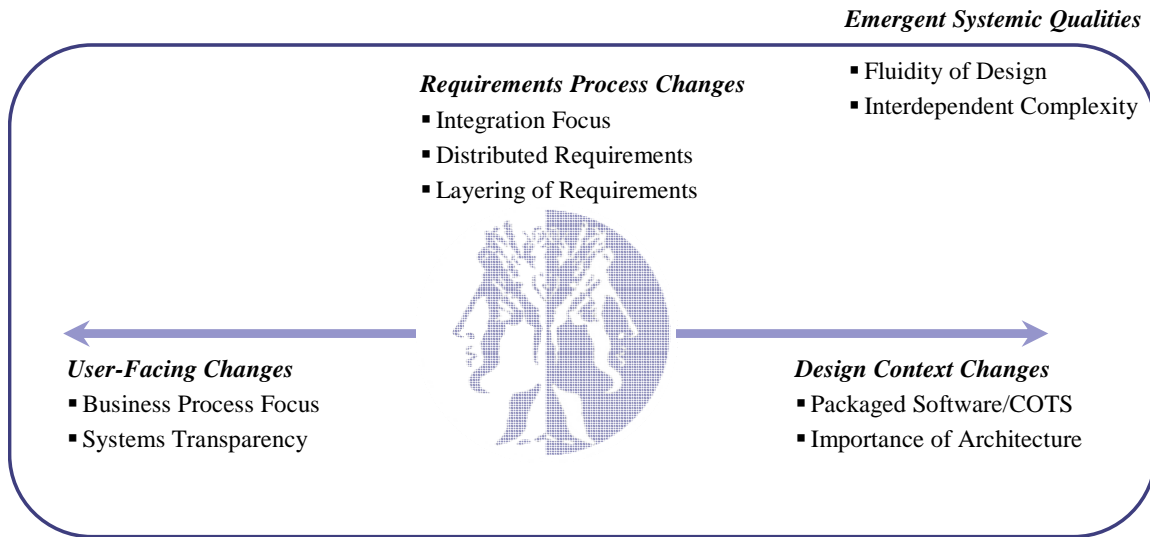 Emergent Systemic Qualities
▪ Fluidity of Design
▪ Interdependent Complexity
Requirements Process Changes
▪ Integration Focus
▪ Distributed Requirements
▪ Layering of Requirements
User-Facing Changes
▪ Business Process Focus
▪ Systems Transparency
Design Context Changes
▪ Packaged Software/COTS
▪ Importance of Architecture